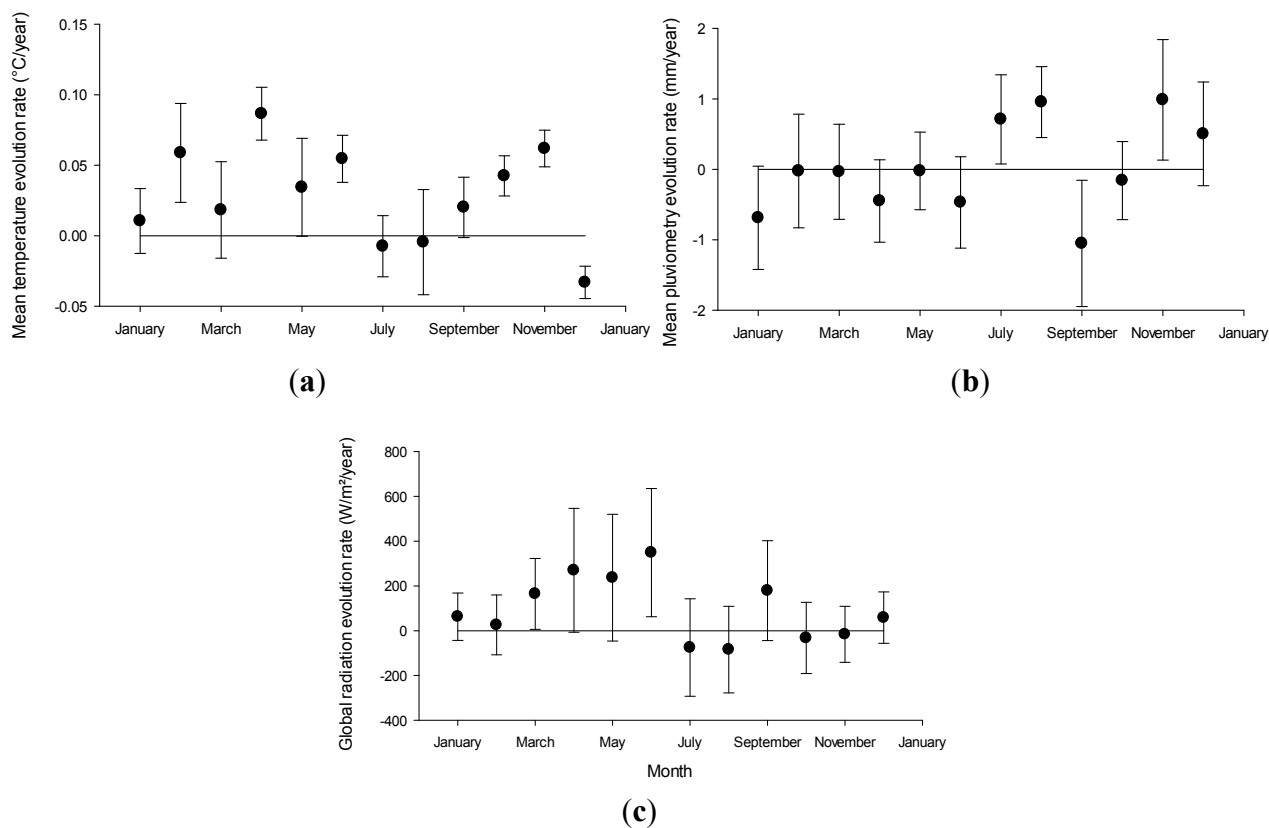 Mean temperature evolution rate (°C/year)
0.15
0.10
0.05
0.00
-0.05
January March May July September November January
(a)
Mean pluviometry evolution rate (mm/year)
2
1
0
-1
-2
January March May July September November January
(b)
Global radiation evolution rate (W/m²/year)
800
600
400
200
0
-200
-400
January March May July September November January
Month
(c)